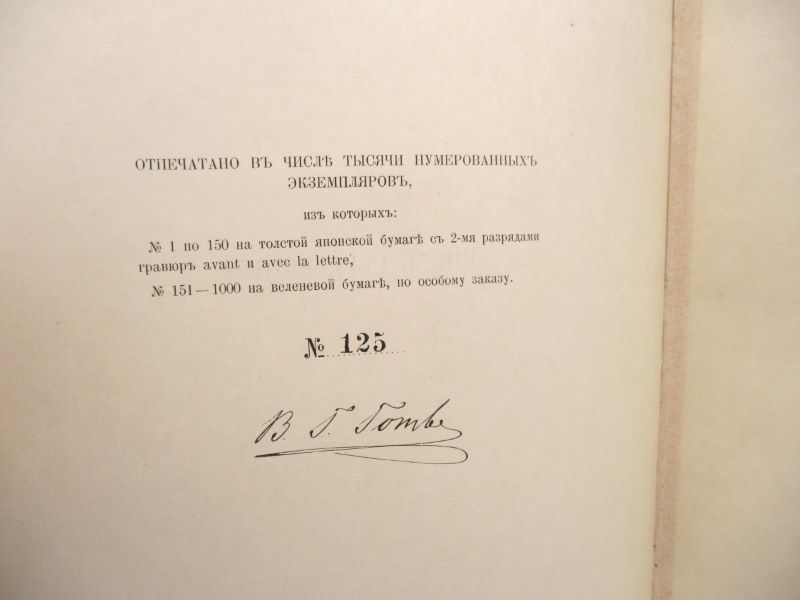 ОТПЕЧАТАНО ВЪ ЧИСЛѢ ТЫСЯЧИ НУМЕРОВАННЫХЪ
ЭКЗЕМПЛЯРОВЪ,
изъ которыхъ:
№ 1 по 150 на толстой японской бумагѣ съ 2-мя разрядами
гравюръ avant и avec la lettre;
№ 151—1000 на веленевой бумагѣ, по особому заказу.
№ 125
В. Г. Готье